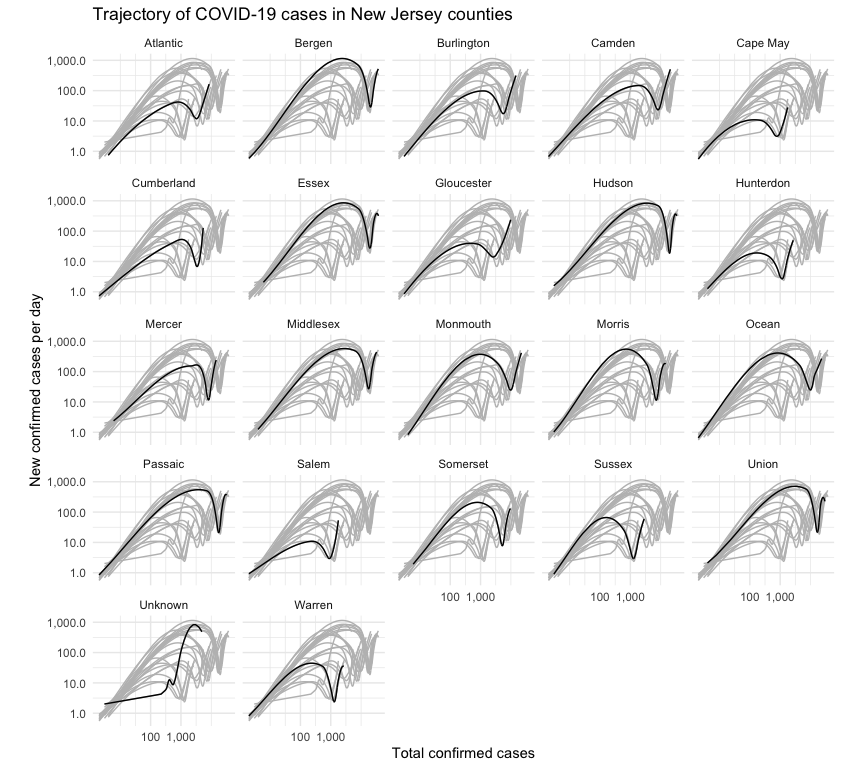 Trajectory of COVID-19 cases in New Jersey counties
Atlantic
Bergen
Burlington
Camden
Cape May
1,000.0
100.0
10.0
1.0
Cumberland
Essex
Gloucester
Hudson
Hunterdon
1,000.0
100.0
10.0
1.0
New confirmed cases per day
Mercer
Middlesex
Monmouth
Morris
Ocean
1,000.0
100.0
10.0
1.0
Passaic
Salem
Somerset
Sussex
Union
1,000.0
100.0
10.0
1.0
100 1,000
100 1,000
100 1,000
Unknown
Warren
1,000.0
100.0
10.0
1.0
100 1,000
100 1,000
Total confirmed cases